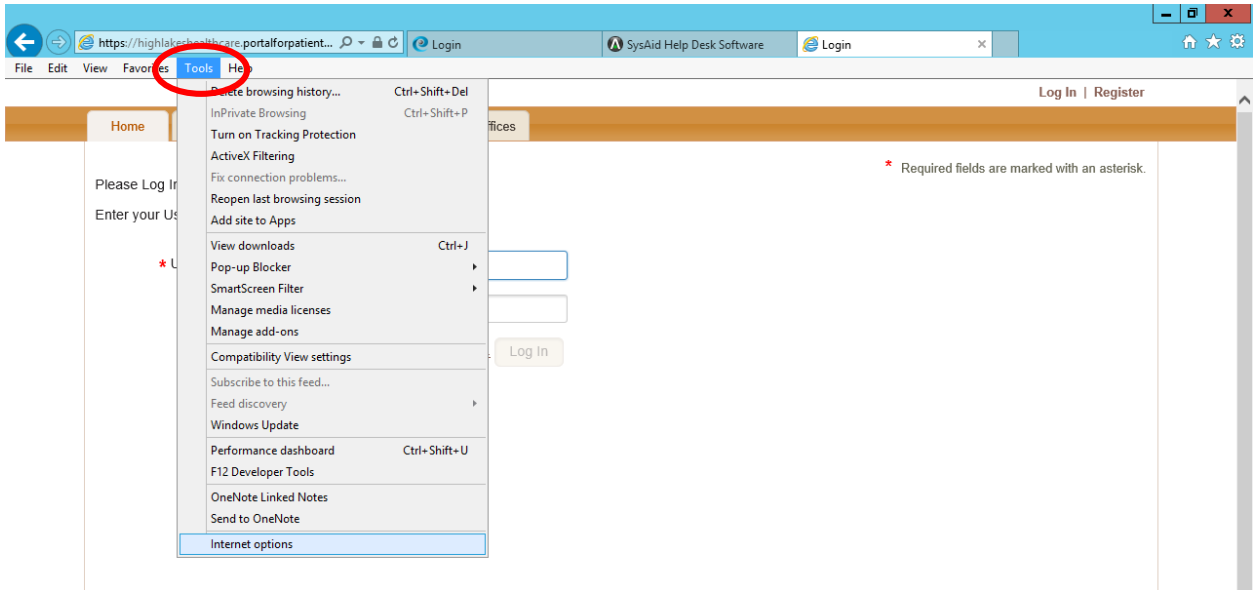 https://highlakeshealthcare.portalforpatient... Login SysAid Help Desk Software Login
File Edit View Favorites Tools Help
Delete browsing history... Ctrl+Shift+Del
Log In | Register
InPrivate Browsing Ctrl+Shift+P
Home ffices
Turn on Tracking Protection
ActiveX Filtering
* Required fields are marked with an asterisk.
Fix connection problems...
Please Log In
Reopen last browsing session
Enter your Us
Add site to Apps
View downloads Ctrl+J
* U
Pop-up Blocker
SmartScreen Filter
Manage media licenses
Manage add-ons
Log In
Compatibility View settings
Subscribe to this feed...
Feed discovery
Windows Update
Performance dashboard Ctrl+Shift+U
F12 Developer Tools
OneNote Linked Notes
Send to OneNote
Internet options